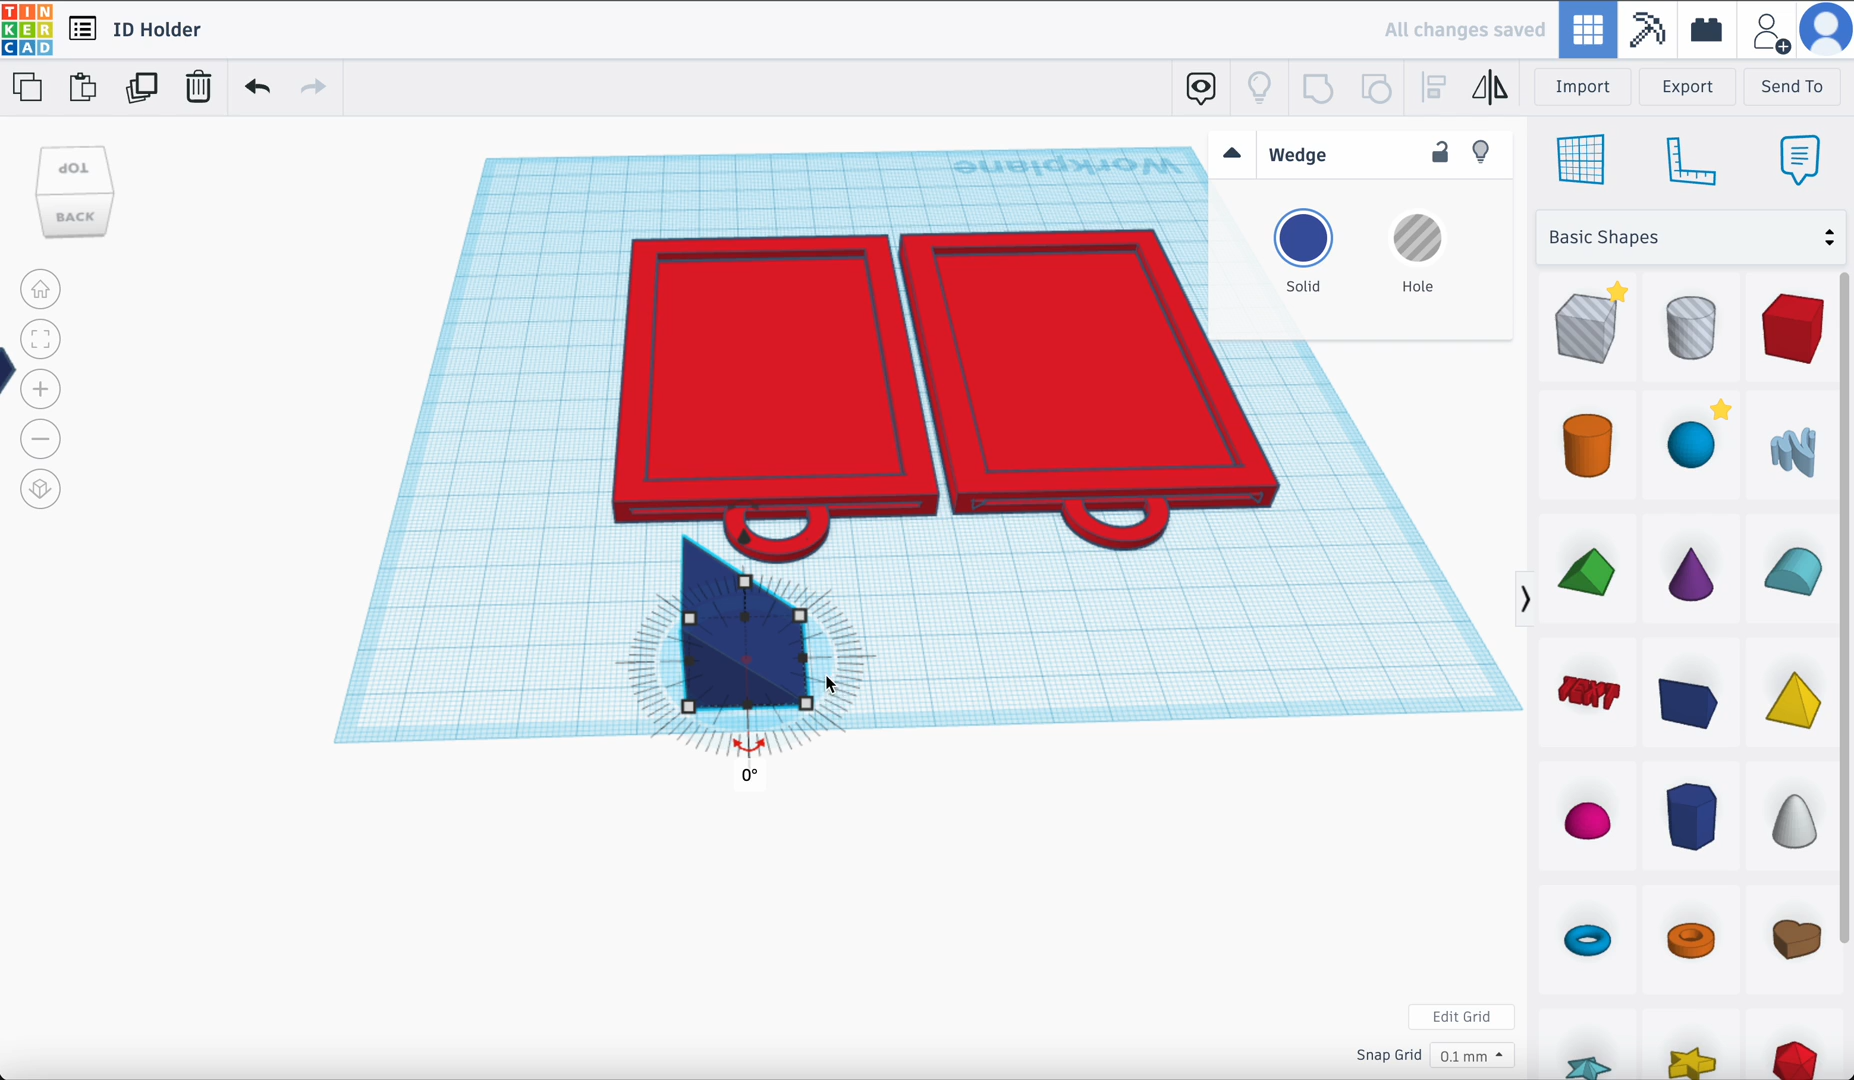 TIN
KER
CAD
ID Holder
All changes saved
Import
Export
Send To
TOP
BACK
Workplane
Wedge
Solid
Hole
Basic Shapes
TEXT
0°
Edit Grid
Snap Grid
0.1 mm